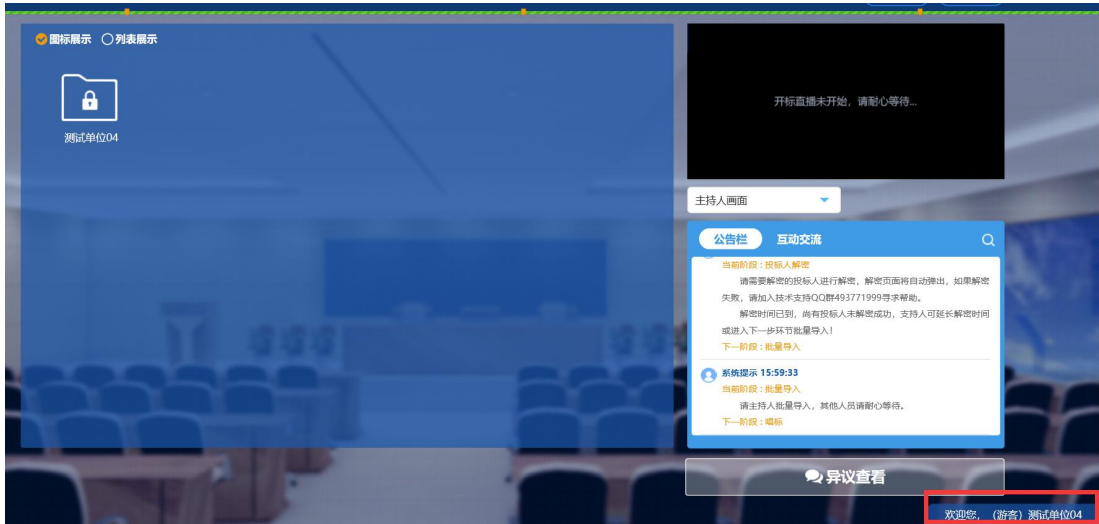 图标展示 列表展示
测试单位04
开标直播未开始，请耐心等待...
主持人画面
公告栏 互动交流
当前阶段：投标人解密
请需要解密的投标人进行解密，解密页面将自动弹出，如果解密
失败，请加入技术支持QQ群493771999寻求帮助。
解密时间已到，尚有投标人未解密成功，支持人可延长解密时间
或进入下一步环节批量导入！
下一阶段：批量导入
系统提示 15:59:33
当前阶段：批量导入
请主持人批量导入，其他人员请耐心等待。
下一阶段：唱标
异议查看
欢迎您，（游客）测试单位04